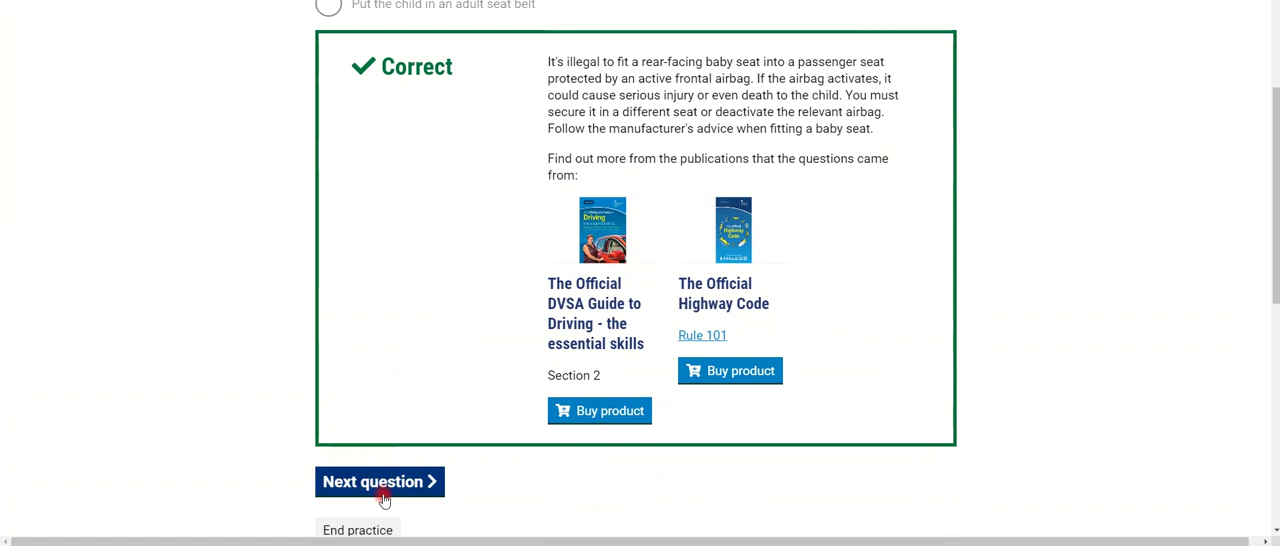 Put the child in an adult seat belt
Correct
It's illegal to fit a rear-facing baby seat into a passenger seat
protected by an active frontal airbag. If the airbag activates, it
could cause serious injury or even death to the child. You must
secure it in a different seat or deactivate the relevant airbag.
Follow the manufacturer's advice when fitting a baby seat.
Find out more from the publications that the questions came
from:
Driving
Highway
Code
The Official
DVSA Guide to
Driving - the
essential skills
Section 2
Buy product
The Official
Highway Code
Rule 101
Buy product
Next question
End practice